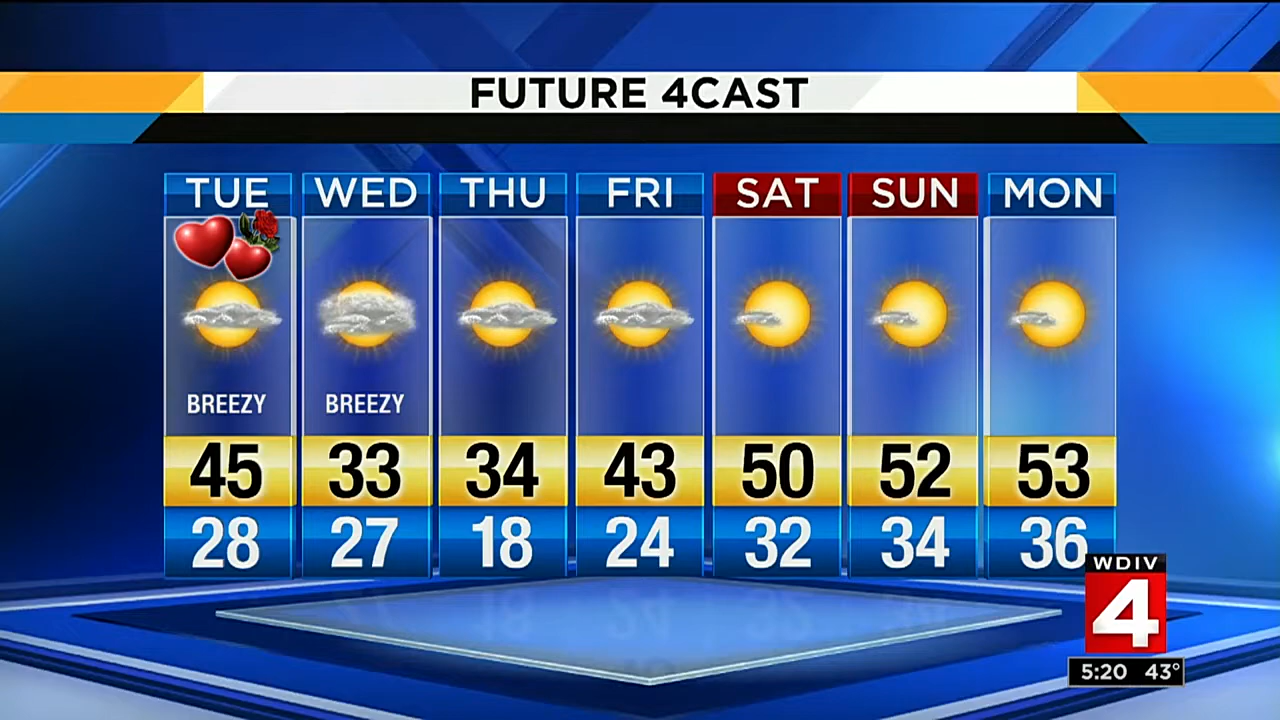 FUTURE 4CAST
TUE WED THU FRI SAT SUN MON
BREEZY BREEZY
45 33 34 43 50 52 53
28 27 18 24 32 34 36
WDIV
4
5:20 43°